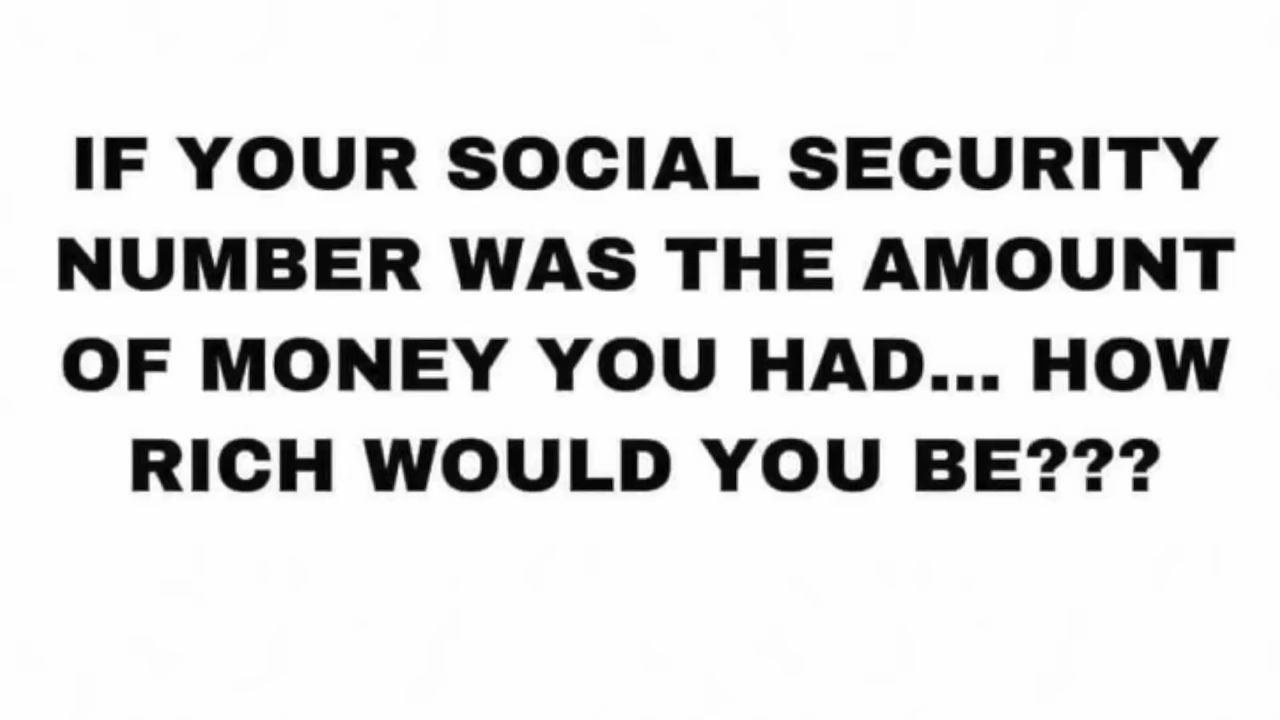 IF YOUR SOCIAL SECURITY
NUMBER WAS THE AMOUNT
OF MONEY YOU HAD... HOW
RICH WOULD YOU BE???